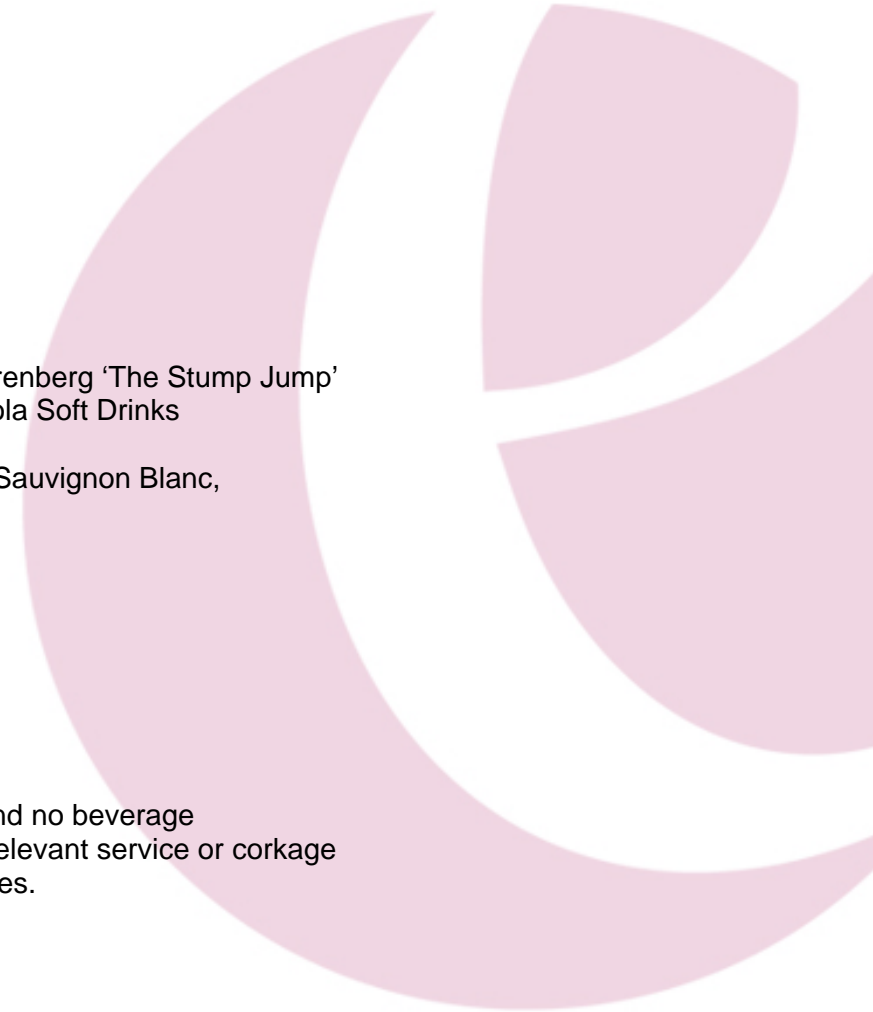 renberg ‘The Stump Jump’
ola Soft Drinks
Sauvignon Blanc,
nd no beverage
elevant service or corkage
es.